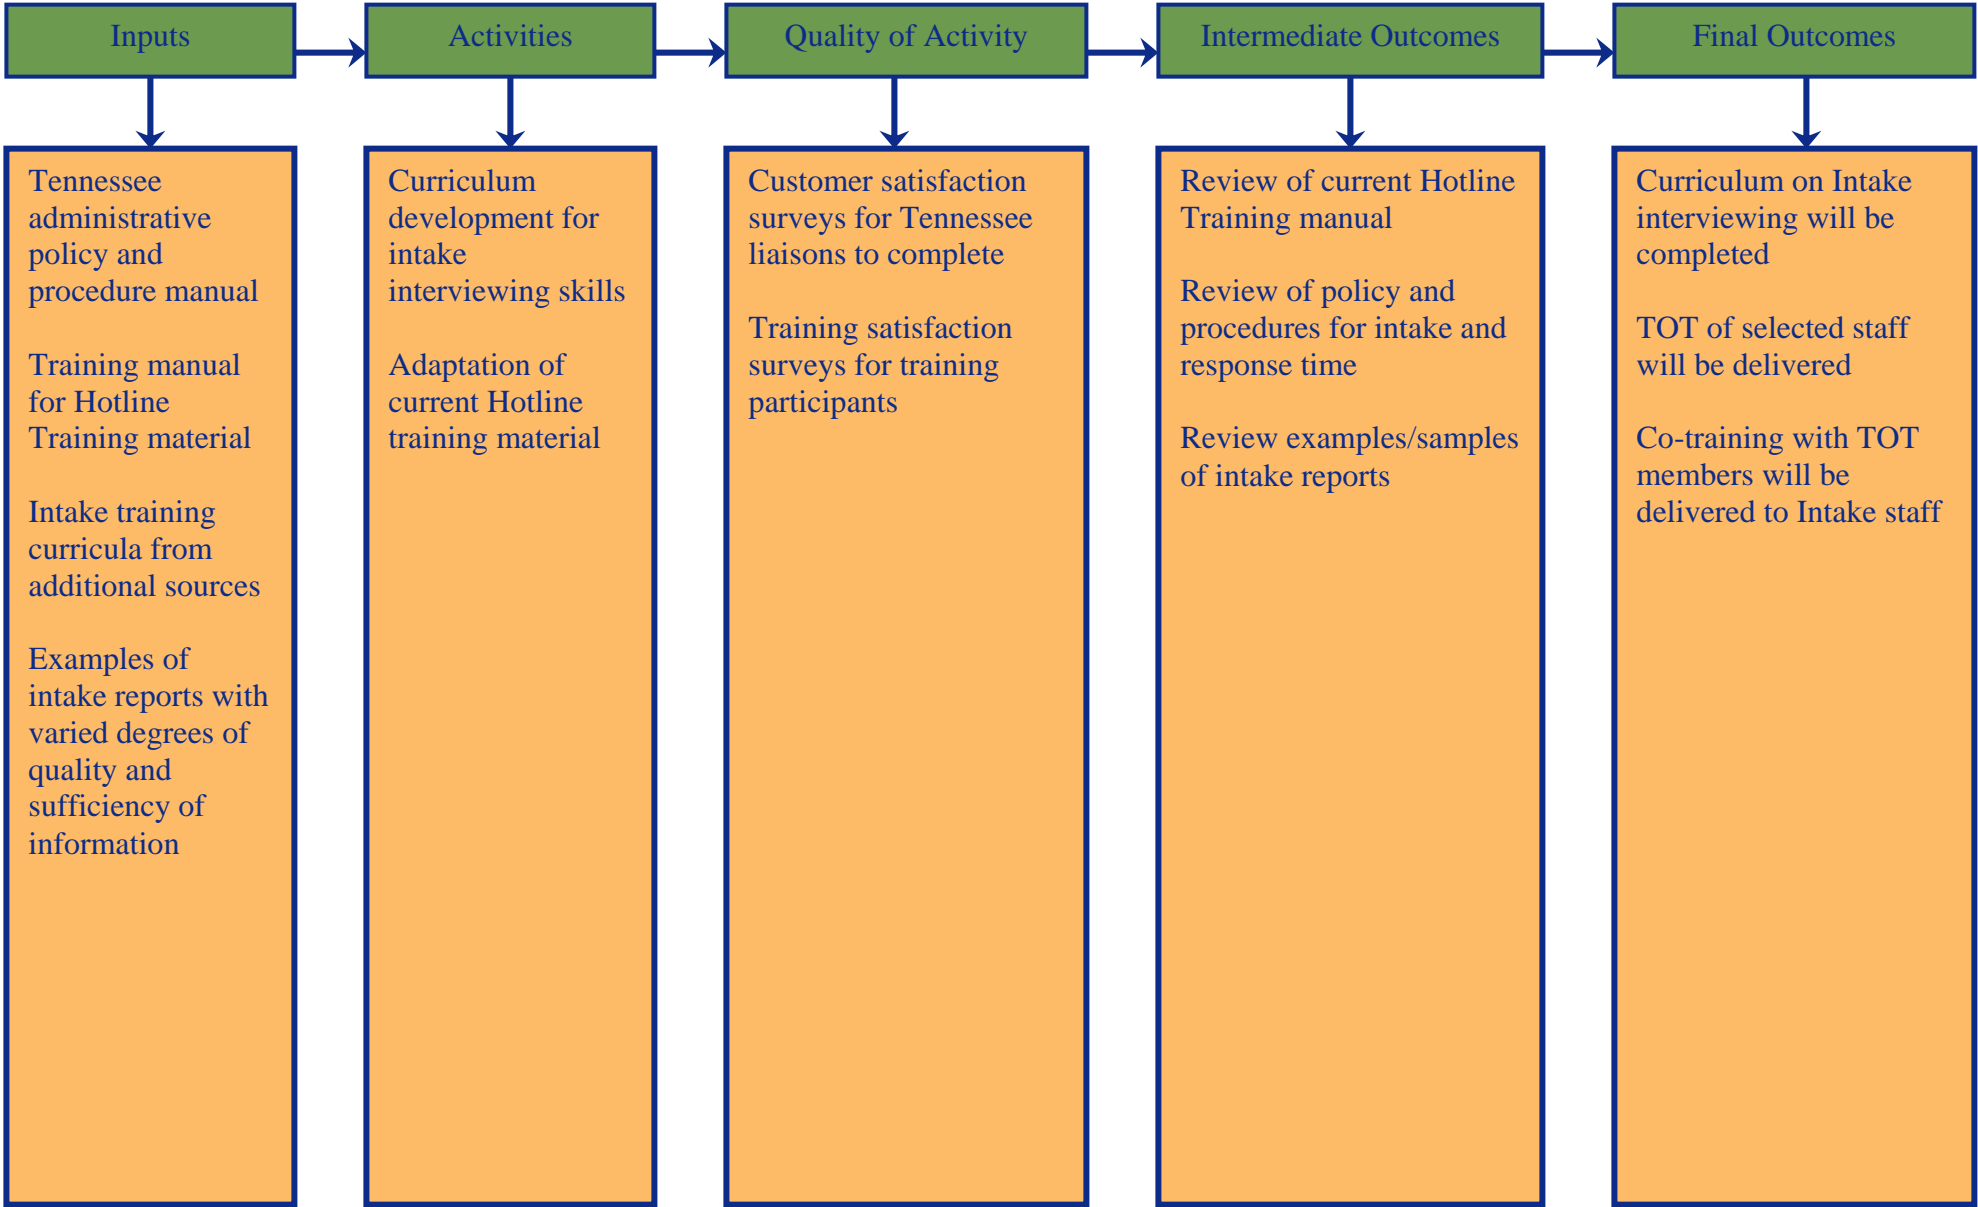 Inputs
Activities
Quality of Activity
Intermediate Outcomes
Final Outcomes
Tennessee
administrative
policy and
procedure manual
Training manual
for Hotline
Training material
Intake training
curricula from
additional sources
Examples of
intake reports with
varied degrees of
quality and
sufficiency of
information
Curriculum
development for
intake
interviewing skills
Adaptation of
current Hotline
training material
Customer satisfaction
surveys for Tennessee
liaisons to complete
Training satisfaction
surveys for training
participants
Review of current Hotline
Training manual
Review of policy and
procedures for intake and
response time
Review examples/samples
of intake reports
Curriculum on Intake
interviewing will be
completed
TOT of selected staff
will be delivered
Co-training with TOT
members will be
delivered to Intake staff